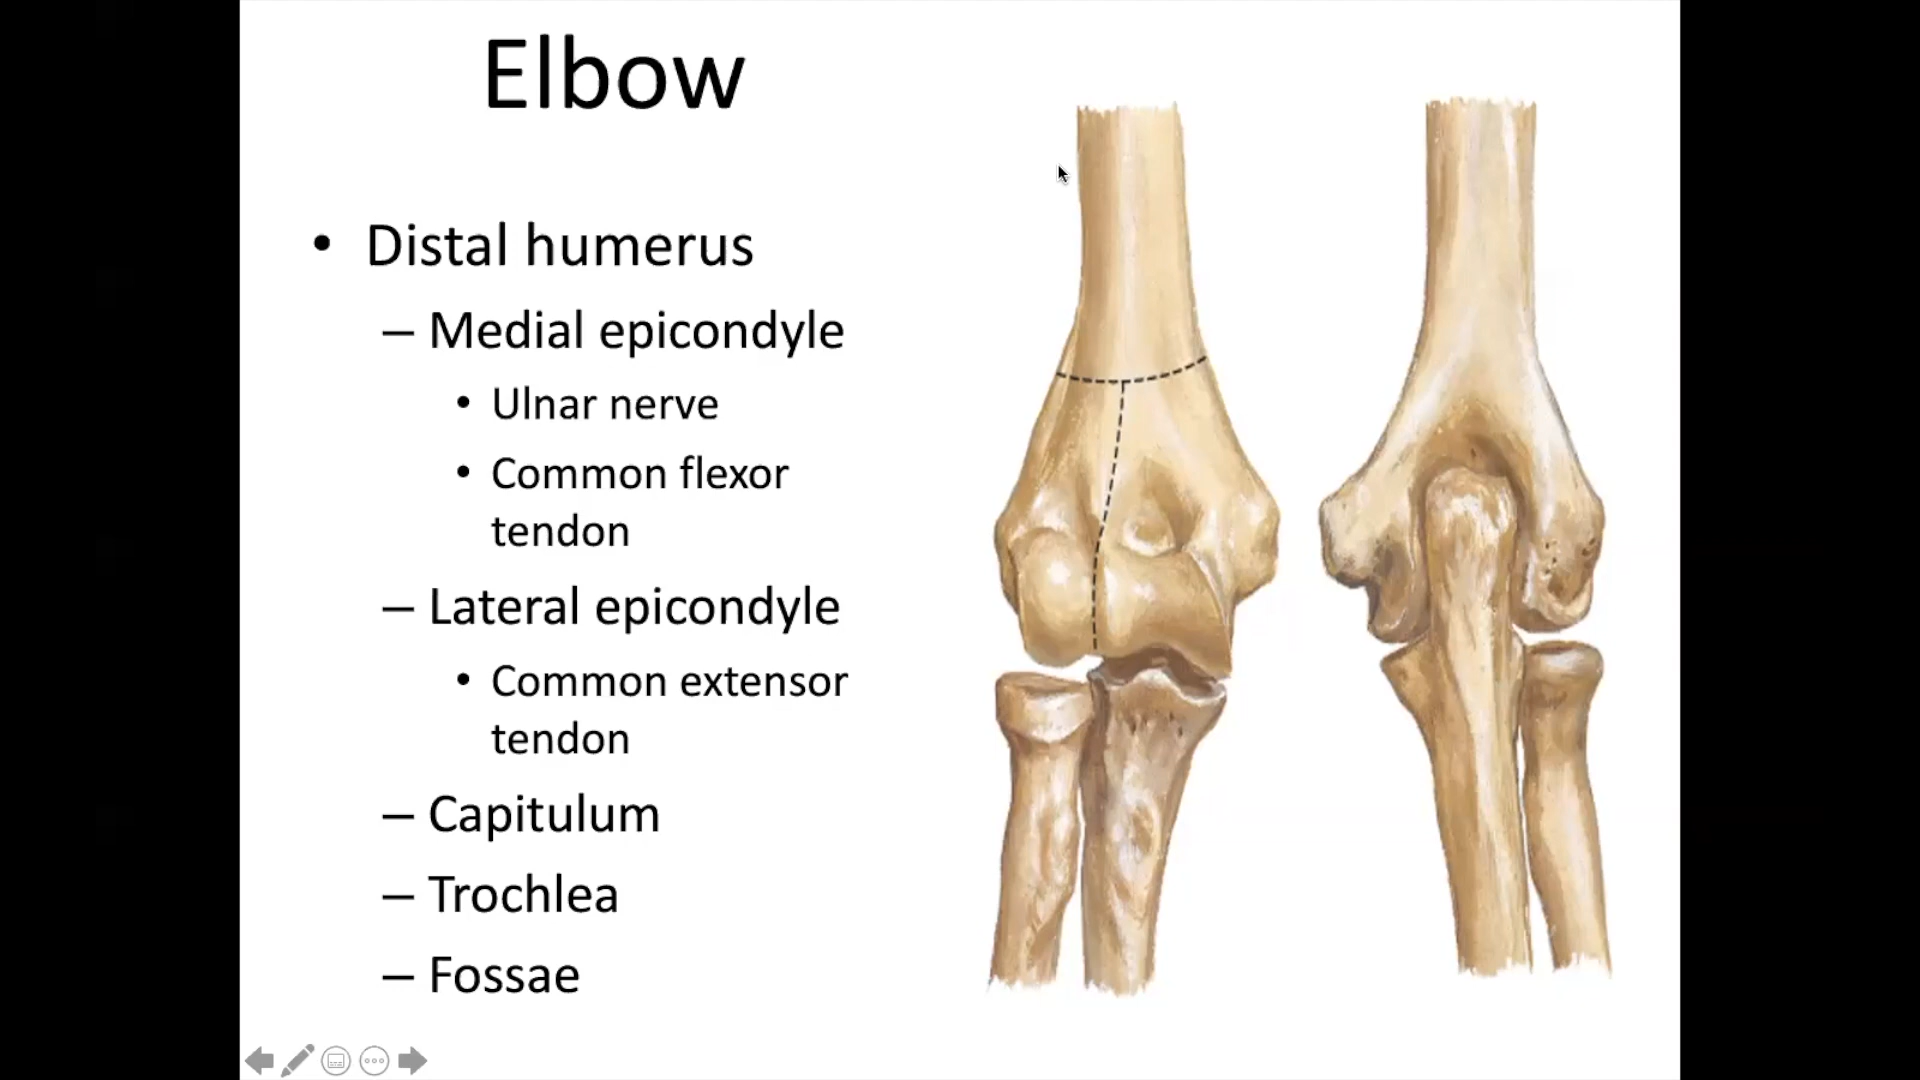 Elbow
• Distal humerus
– Medial epicondyle
• Ulnar nerve
• Common flexor
tendon
– Lateral epicondyle
• Common extensor
tendon
– Capitulum
– Trochlea
– Fossae